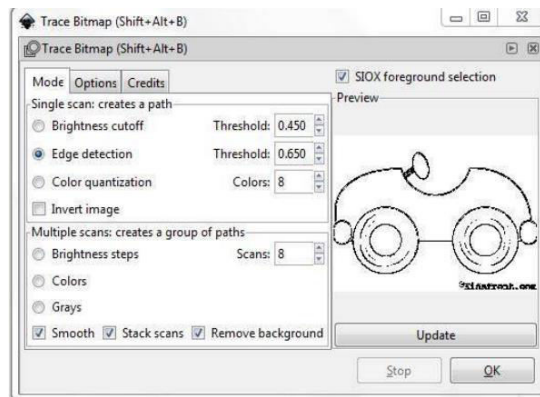 Trace Bitmap (Shift+Alt+B)
Trace Bitmap (Shift+Alt+B)
Mode Options Credits
Single scan: creates a path
Brightness cutoff Threshold: 0.450
Edge detection Threshold: 0.650
Color quantization Colors: 8
Invert image
Multiple scans: creates a group of paths
Brightness steps Scans: 8
Colors
Grays
Smooth Stack scans Remove background
SIOX foreground selection
Preview
Update
Stop OK